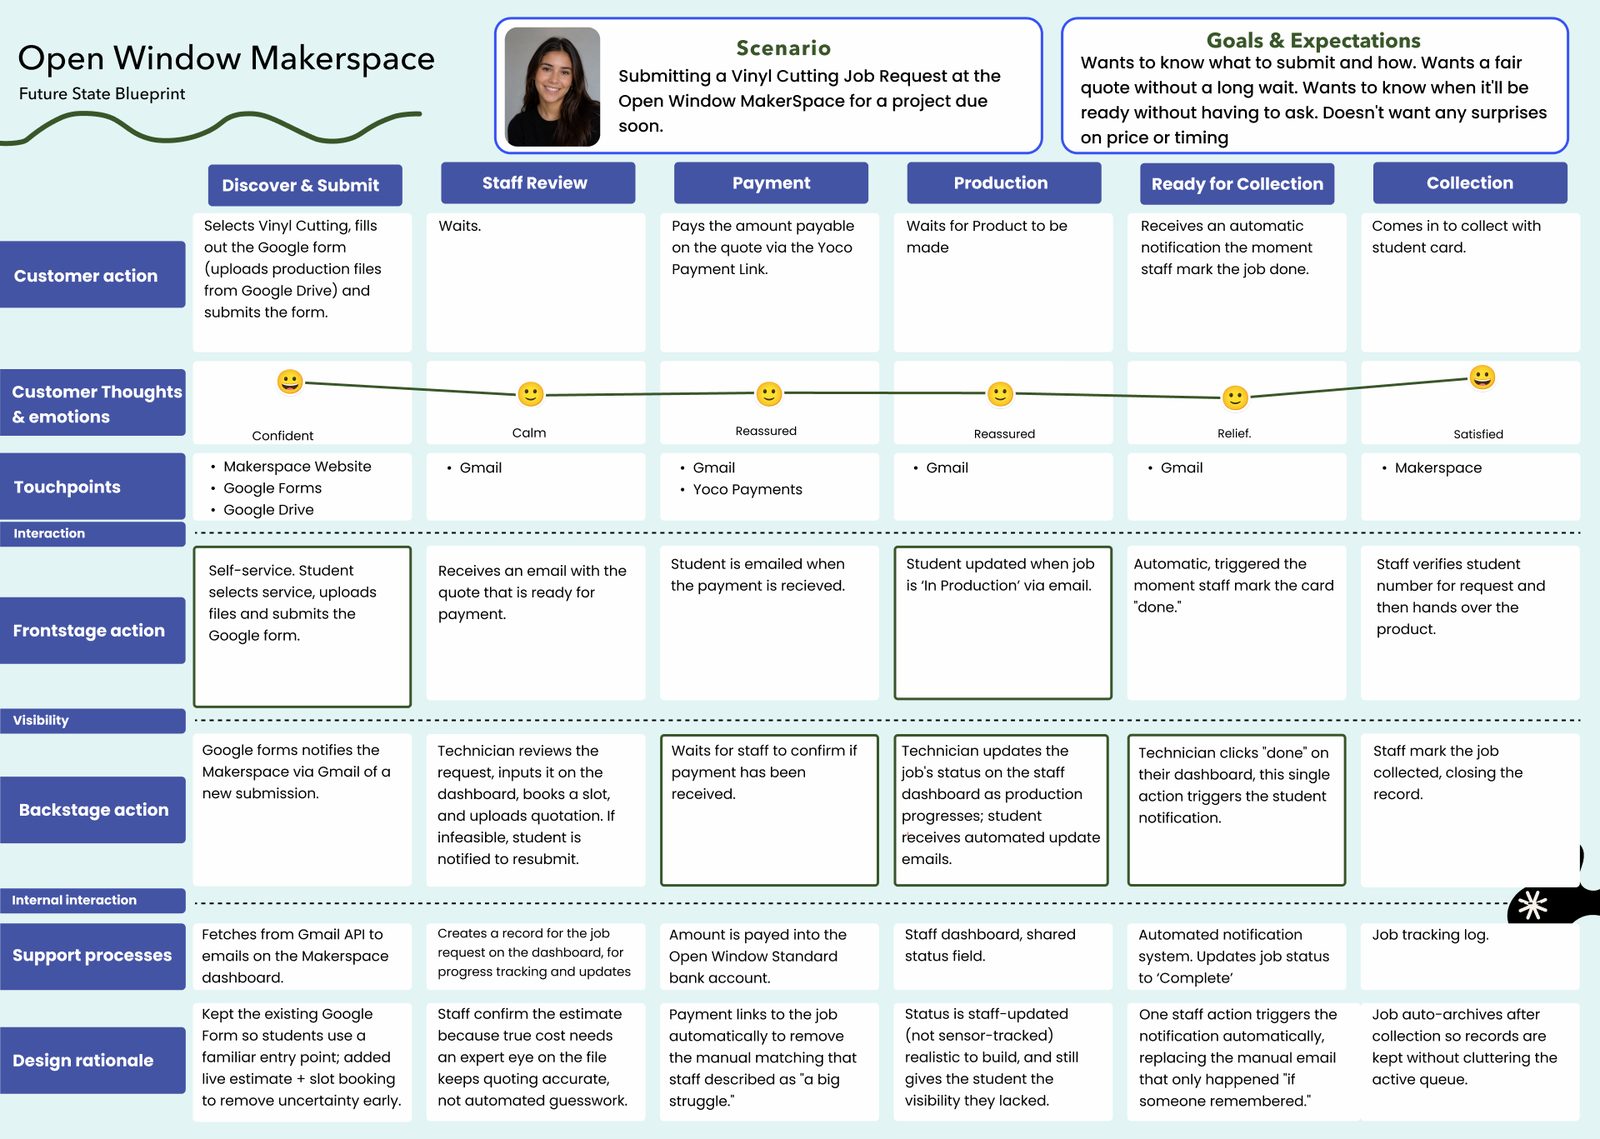 Open Window Makerspace
Future State Blueprint
Scenario
Submitting a Vinyl Cutting Job Request at the
Open Window MakerSpace for a project due
soon.
Goals & Expectations
Wants to know what to submit and how. Wants a fair
quote without a long wait. Wants to know when it'll be
ready without having to ask. Doesn't want any surprises
on price or timing
Discover & Submit
Staff Review
Payment
Production
Ready for Collection
Collection
Customer action
Selects Vinyl Cutting, fills
out the Google form
(uploads production files
from Google Drive) and
submits the form.
Waits.
Pays the amount payable
on the quote via the Yoco
Payment Link.
Waits for Product to be
made
Receives an automatic
notification the moment
staff mark the job done.
Comes in to collect with
student card.
Customer Thoughts
& emotions
Confident
Calm
Reassured
Reassured
Relief.
Satisfied
Touchpoints
• Makerspace Website
• Google Forms
• Google Drive
• Gmail
• Gmail
• Yoco Payments
• Gmail
• Gmail
• Makerspace
Interaction
Frontstage action
Self-service. Student
selects service, uploads
files and submits the
Google form.
Receives an email with the
quote that is ready for
payment.
Student is emailed when
the payment is recieved.
Student updated when job
is ‘In Production’ via email.
Automatic, triggered the
moment staff mark the card
"done."
Staff verifies student
number for request and
then hands over the
product.
Visibility
Backstage action
Google forms notifies the
Makerspace via Gmail of a
new submission.
Technician reviews the
request, inputs it on the
dashboard, books a slot,
and uploads quotation. If
infeasible, student is
notified to resubmit.
Waits for staff to confirm if
payment has been
received.
Technician updates the
job's status on the staff
dashboard as production
progresses; student
receives automated update
emails.
Technician clicks "done" on
their dashboard, this single
action triggers the student
notification.
Staff mark the job
collected, closing the
record.
Internal interaction
Support processes
Fetches from Gmail API to
emails on the Makerspace
dashboard.
Creates a record for the job
request on the dashboard, for
progress tracking and updates
Amount is payed into the
Open Window Standard
bank account.
Staff dashboard, shared
status field.
Automated notification
system. Updates job status
to ‘Complete’
Job tracking log.
Design rationale
Kept the existing Google
Form so students use a
familiar entry point; added
live estimate + slot booking
to remove uncertainty early.
Staff confirm the estimate
because true cost needs
an expert eye on the file
keeps quoting accurate,
not automated guesswork.
Payment links to the job
automatically to remove
the manual matching that
staff described as "a big
struggle."
Status is staff-updated
(not sensor-tracked)
realistic to build, and still
gives the student the
visibility they lacked.
One staff action triggers the
notification automatically,
replacing the manual email
that only happened "if
someone remembered."
Job auto-archives after
collection so records are
kept without cluttering the
active queue.